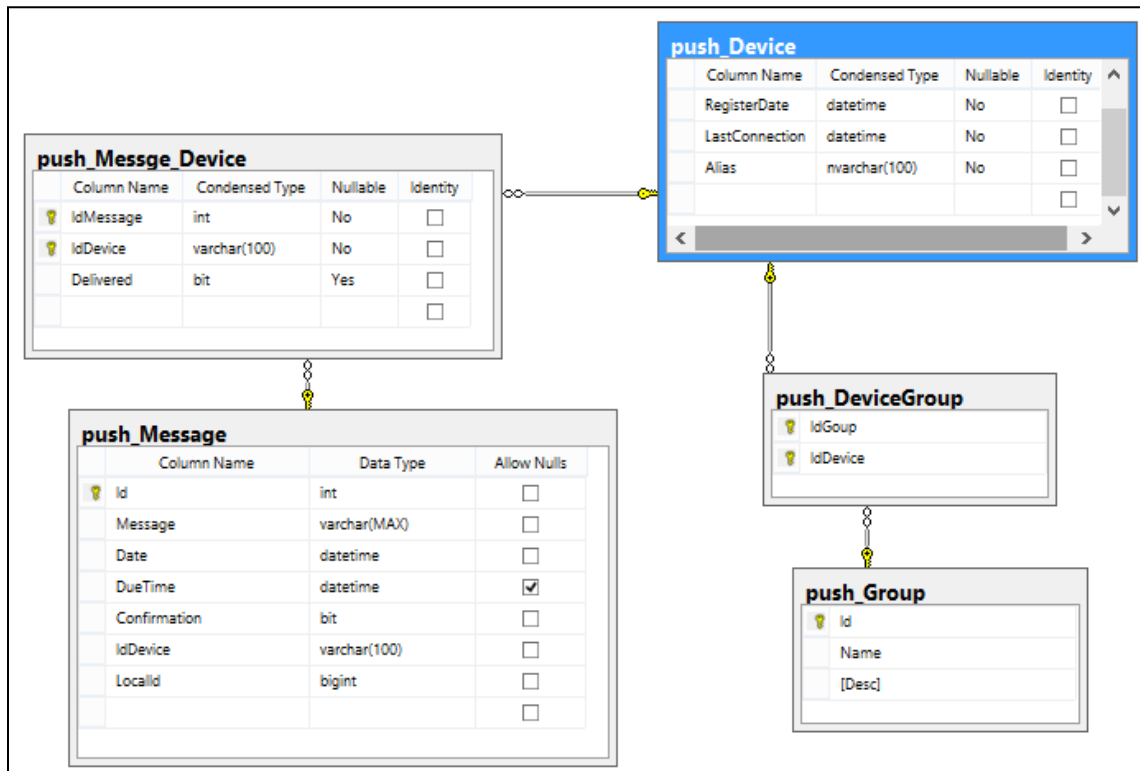 push_Device
Column Name Condensed Type Nullable Identity
RegisterDate datetime No
LastConnection datetime No
Alias nvarchar(100) No
push_Messge_Device
Column Name Condensed Type Nullable Identity
IdMessage int No
IdDevice varchar(100) No
Delivered bit Yes
push_DeviceGroup
IdGoup
IdDevice
push_Message
Column Name Data Type Allow Nulls
Id int
Message varchar(MAX)
Date datetime
DueTime datetime
Confirmation bit
IdDevice varchar(100)
LocalId bigint
push_Group
Id
Name
[Desc]